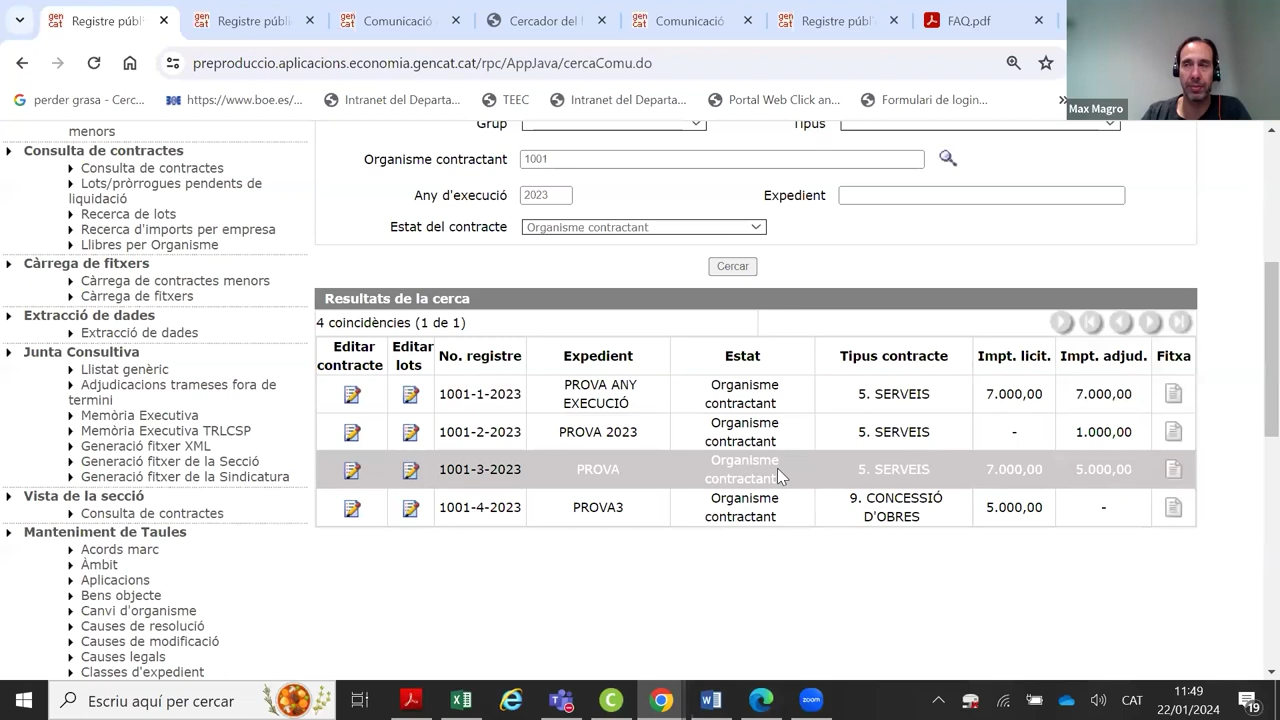 Registre públ
Registre públ
Comunicació
Cercador del
Comunicació
Registre públ
FAQ.pdf
preproduccio.aplicacions.economia.gencat.cat/rpc/AppJava/cercaComu.do
perder grasa - Cerc...
https://www.boe.es/...
Intranet del Departa...
TEEC
Intranet del Departa...
Portal Web Click an...
Formulari de login...
Max Magro
menors
Consulta de contractes
Consulta de contractes
Lots/pròrrogues pendents de
liquidació
Recerca de lots
Recerca d'imports per empresa
Llibres per Organisme
Càrrega de fitxers
Càrrega de contractes menors
Càrrega de fitxers
Extracció de dades
Extracció de dades
Junta Consultiva
Llistat genèric
Adjudicacions trameses fora de
termini
Memòria Executiva
Memòria Executiva TRLCSP
Generació fitxer XML
Generació fitxer de la Secció
Generació fitxer de la Sindicatura
Vista de la secció
Consulta de contractes
Manteniment de Taules
Acords marc
Àmbit
Aplicacions
Bens objecte
Canvi d'organisme
Causes de resolució
Causes de modificació
Causes legals
Classes d'expedient
Grup
Tipus
Organisme contractant 1001
Any d'execució 2023 Expedient
Estat del contracte Organisme contractant
Cercar
Resultats de la cerca
4 coincidències (1 de 1)
Editar contracte Editar lots No. registre Expedient Estat Tipus contracte Impt. licit. Impt. adjud. Fitxa
1001-1-2023 PROVA ANY EXECUCIÓ Organisme contractant 5. SERVEIS 7.000,00 7.000,00
1001-2-2023 PROVA 2023 Organisme contractant 5. SERVEIS - 1.000,00
1001-3-2023 PROVA Organisme contractant 5. SERVEIS 7.000,00 5.000,00
1001-4-2023 PROVA3 Organisme contractant 9. CONCESSIÓ D'OBRES 5.000,00 -
Escriu aquí per cercar
CAT
11:49
22/01/2024
19